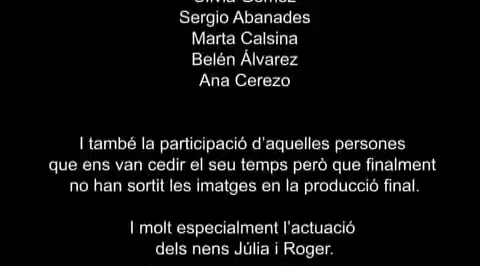 Sergio Abanades
Marta Calsina
Belén Álvarez
Ana Cerezo
I també la participació d'aquelles persones
que ens van cedir el seu temps però que finalment
no han sortit les imatges en la producció final.
I molt especialment l'actuació
dels nens Júlia i Roger.